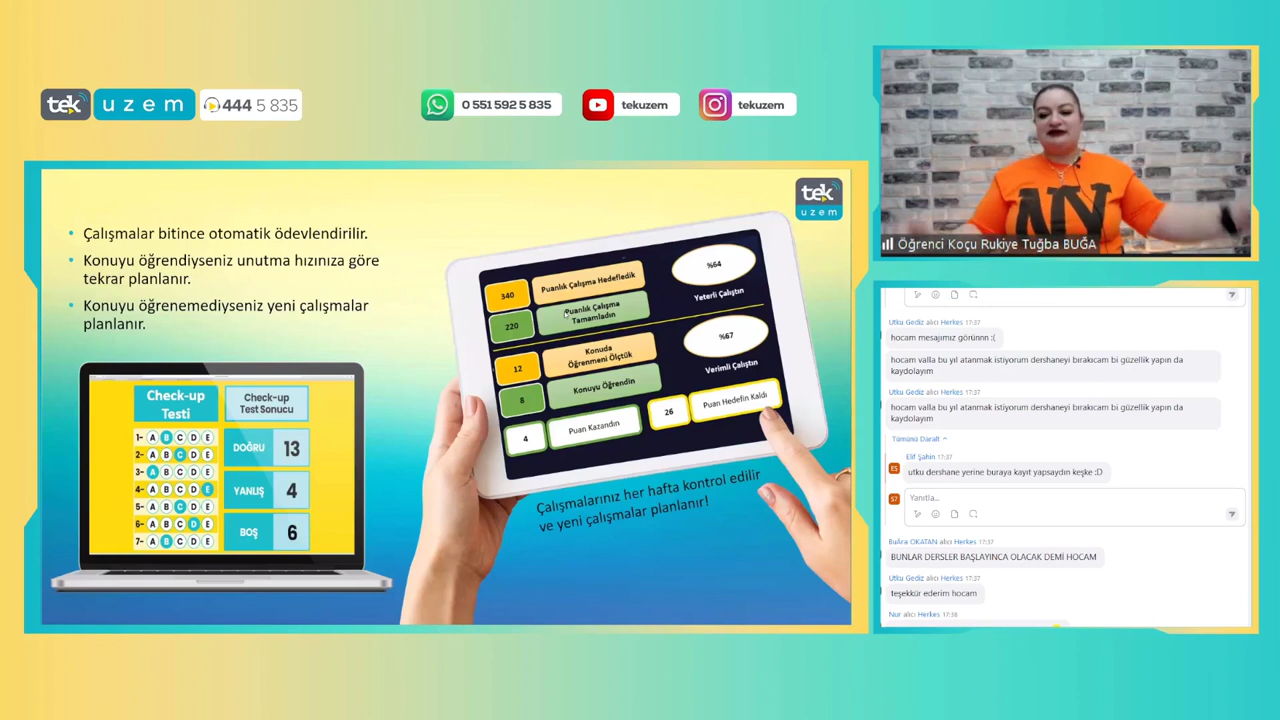 tek
uzem
444 5 835
0 551 592 5 835
tekuzem
tekuzem
tek
uzem
• Çalışmalar bitince otomatik ödevlendirilir.
• Konuyu öğrendiyseniz unutma hızınıza göre
tekrar planlanır.
• Konuyu öğrenemediyseniz yeni çalışmalar
planlanır.
Check-up
Testi
Check-up
Test Sonucu
1- A B C D E
2- A B C D E
3- A B C D E
4- A B C D E
5- A B C D E
6- A B C D E
7- A B C D E
DOĞRU 13
YANLIŞ 4
BOŞ 6
340
Puanlık Çalışma Hedefledik
220
Puanlık Çalışma
Tamamladın
%64
Yeterli Çalıştın
12
Konuda
Öğrenmeni Ölçtük
8
Konuyu Öğrendin
%67
Verimli Çalıştın
4
Puan Kazandın
26
Puan Hedefin Kaldı
Çalışmalarınız her hafta kontrol edilir
ve yeni çalışmalar planlanır!
Öğrenci Koçu Rukiye Tuğba BUĞA
Utku Gediz alıcı Herkes 17:37
hocam mesajımız görünnn :(
hocam valla bu yıl atanmak istiyorum dershaneyi bırakıcam bi güzellik yapın da
kaydolayım
Utku Gediz alıcı Herkes 17:37
hocam valla bu yıl atanmak istiyorum dershaneyi bırakıcam bi güzellik yapın da
kaydolayım
Tümünü Daralt
Elif Şahin 17:37
ES
utku dershane yerine buraya kayıt yapsaydın keşke :D
S7
Yanıtla...
BuÄra OKATAN alıcı Herkes 17:37
BUNLAR DERSLER BAŞLAYINCA OLACAK DEMİ HOCAM
Utku Gediz alıcı Herkes 17:37
teşekkür ederim hocam
Nur alıcı Herkes 17:38